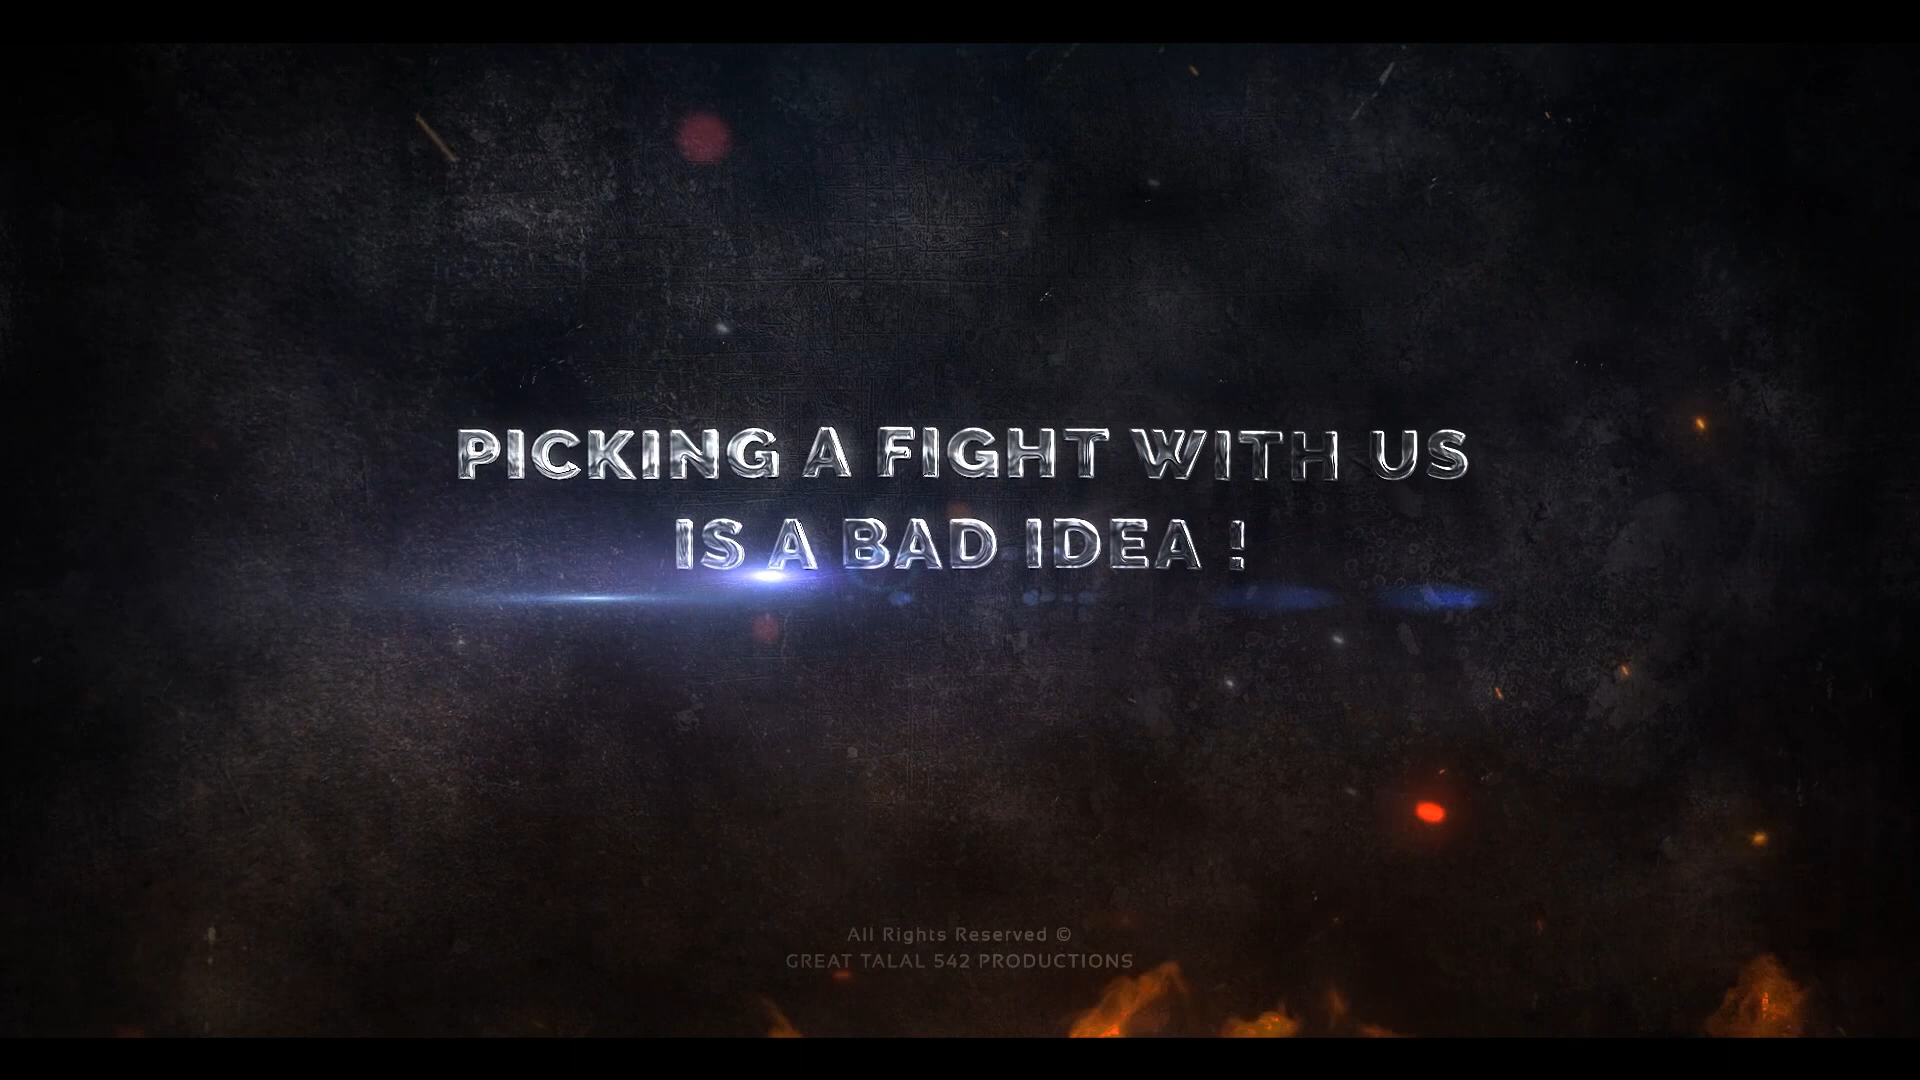 PICKING A FIGHT WITH US
IS A BAD IDEA !
All Rights Reserved ©
GREAT TALAL 542 PRODUCTIONS